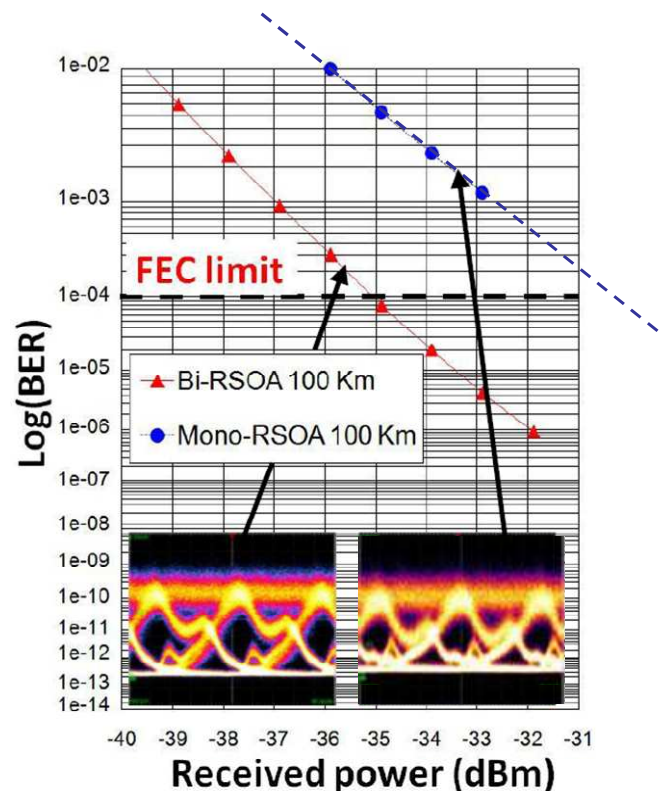 1e-02
1e-03
FEC limit
1e-04
1e-05
Bi-RSOA 100 Km
Mono-RSOA 100 Km
1e-06
1e-07
1e-08
1e-09
1e-10
1e-11
1e-12
1e-13
1e-14
Log(BER)
-40 -39 -38 -37 -36 -35 -34 -33 -32 -31
Received power (dBm)